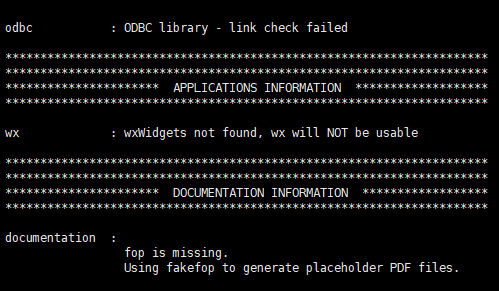 odbc           : ODBC library - link check failed
*********************************************************************
*********************************************************************
**********************  APPLICATIONS INFORMATION  *******************
*********************************************************************
wx             : wxWidgets not found, wx will NOT be usable
*********************************************************************
*********************************************************************
**********************  DOCUMENTATION INFORMATION  ******************
*********************************************************************
documentation  :
                 fop is missing.
                 Using fakefop to generate placeholder PDF files.